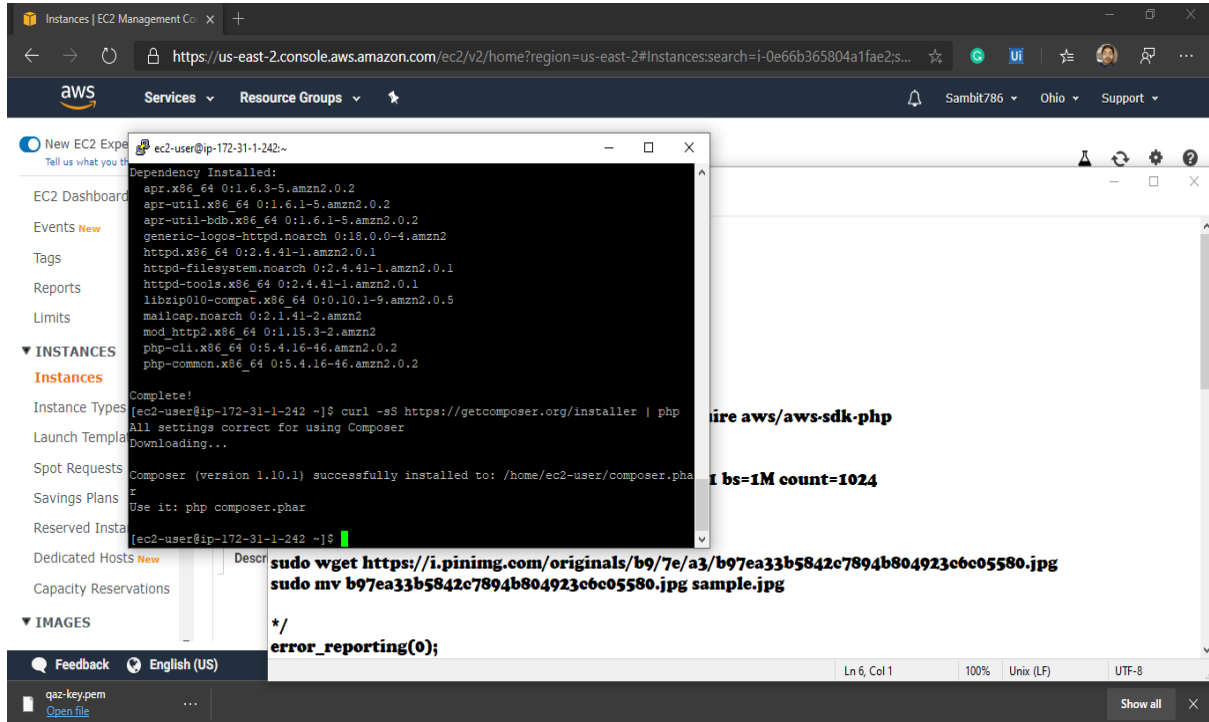 Instances | EC2 Management Co
https://us-east-2.console.aws.amazon.com/ec2/v2/home?region=us-east-2#Instances:search=i-0e66b365804a1fae2;s...
aws
Services
Resource Groups
Sambit786
Ohio
Support
New EC2 Expe
Tell us what you th
EC2 Dashboard
Events New
Tags
Reports
Limits
INSTANCES
Instances
Instance Types
Launch Templa
Spot Requests
Savings Plans
Reserved Insta
Dedicated Hosts New
Capacity Reservations
IMAGES
ec2-user@ip-172-31-1-242:~
Dependency Installed:
apr.x86_64 0:1.6.3-5.amzn2.0.2
apr-util.x86_64 0:1.6.1-5.amzn2.0.2
apr-util-bdb.x86_64 0:1.6.1-5.amzn2.0.2
generic-logos-httpd.noarch 0:18.0.0-4.amzn2
httpd.x86_64 0:2.4.41-1.amzn2.0.1
httpd-filesystem.noarch 0:2.4.41-1.amzn2.0.1
httpd-tools.x86_64 0:2.4.41-1.amzn2.0.1
libzip010-compat.x86_64 0:0.10.1-9.amzn2.0.5
mailcap.noarch 0:2.1.41-2.amzn2
mod_http2.x86_64 0:1.15.3-2.amzn2
php-cli.x86_64 0:5.4.16-46.amzn2.0.2
php-common.x86_64 0:5.4.16-46.amzn2.0.2
Complete!
[ec2-user@ip-172-31-1-242 ~]$ curl -sS https://getcomposer.org/installer | php
All settings correct for using Composer
Downloading...
Composer (version 1.10.1) successfully installed to: /home/ec2-user/composer.pha
r
Use it: php composer.phar
[ec2-user@ip-172-31-1-242 ~]$
ire aws/aws-sdk-php
1 bs=1M count=1024
Descr
sudo wget https://i.pinimg.com/originals/b9/7e/a3/b97ea33b5842c7894b804923c6c05580.jpg
sudo mv b97ea33b5842c7894b804923c6c05580.jpg sample.jpg
*/
error_reporting(0);
Ln 6, Col 1
100%
Unix (LF)
UTF-8
Feedback
English (US)
qaz-key.pem
Open file
Show all